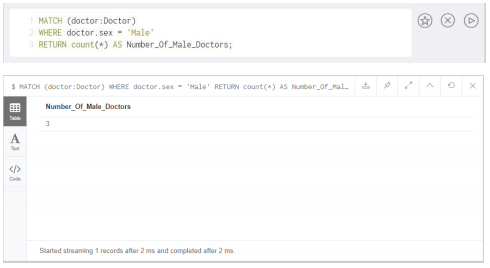 1 MATCH (doctor:Doctor)
2 WHERE doctor.sex = 'Male'
3 RETURN count(*) AS Number_Of_Male_Doctors;
$ MATCH (doctor:Doctor) WHERE doctor.sex = 'Male' RETURN count(*) AS Number_Of_Mal…
Table
Number_Of_Male_Doctors
3
A
Text
</>
Code
Started streaming 1 records after 2 ms and completed after 2 ms.